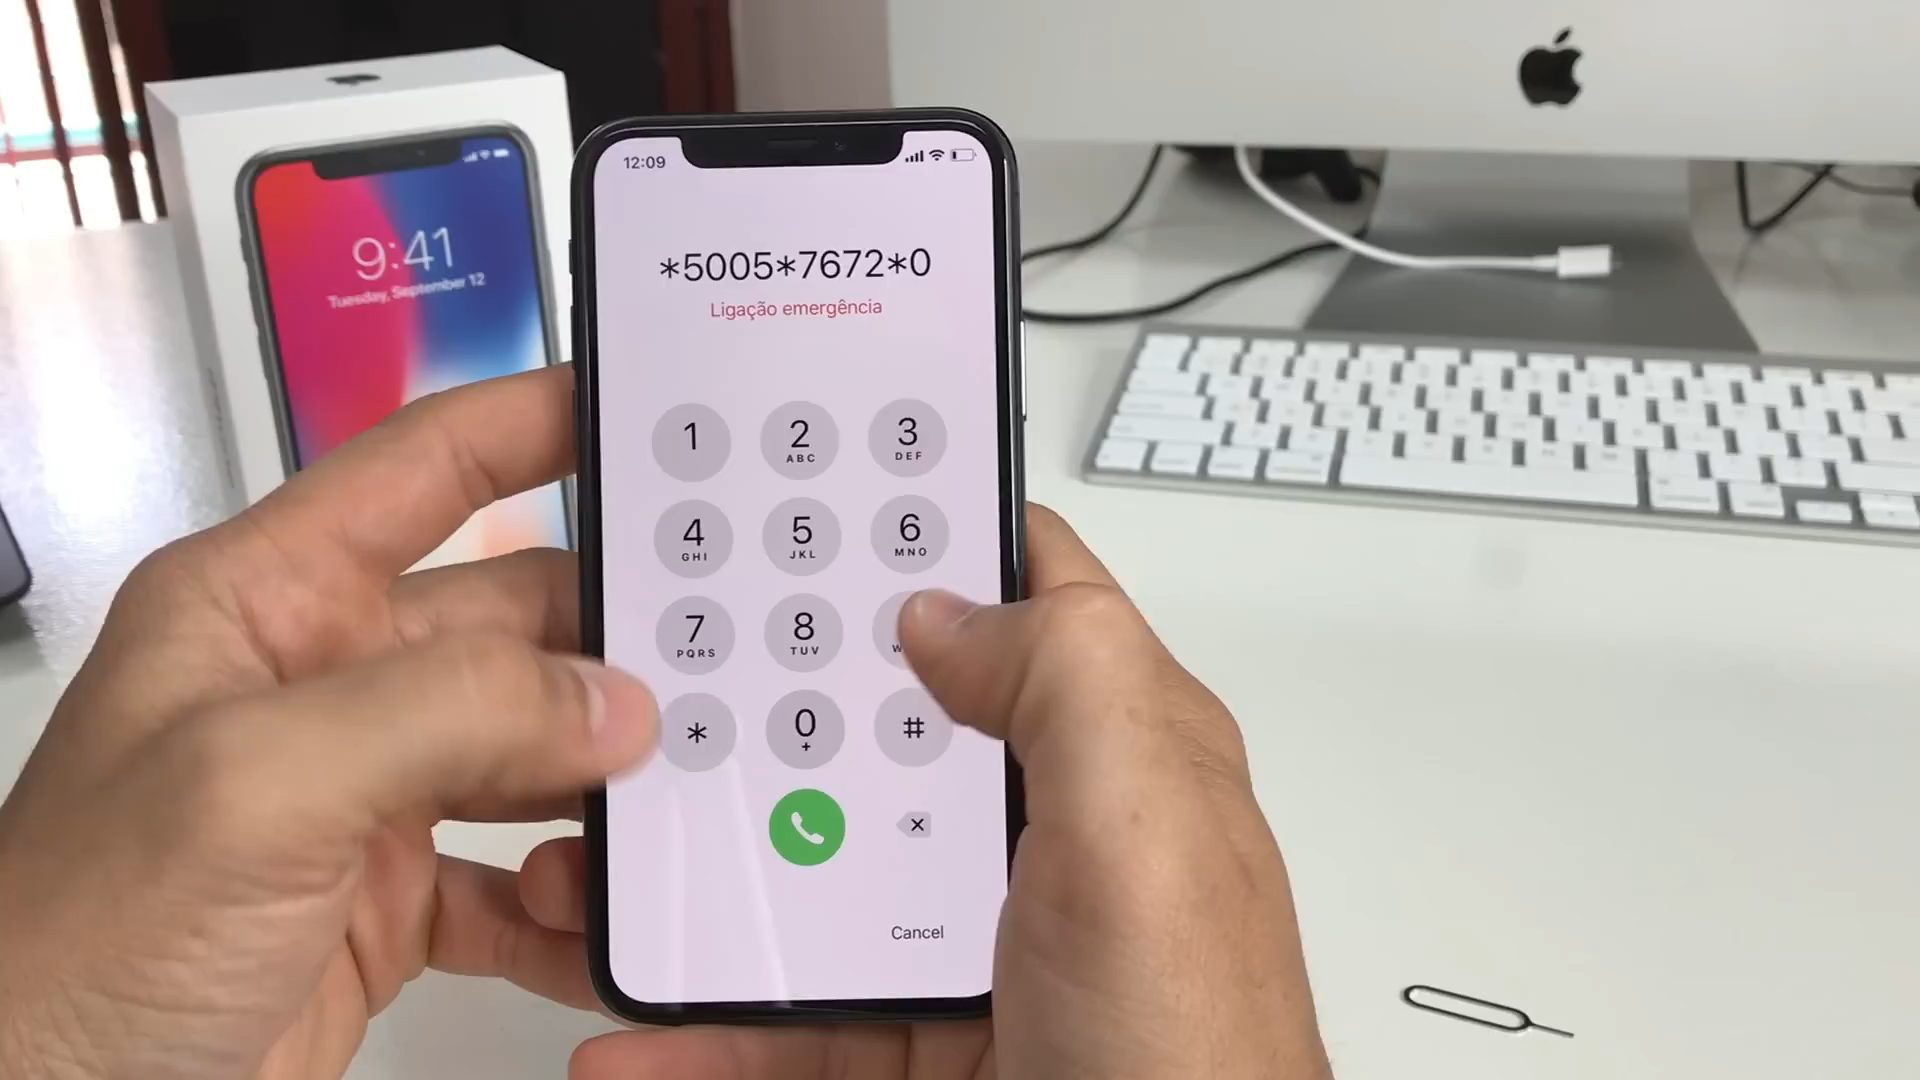 9:41
Tuesday, September 12
12:09
*5005*7672*0
Ligação emergência
1
2
ABC
3
DEF
4
GHI
5
JKL
6
MNO
7
PQRS
8
TUV
W
*
0
+
#
Cancel